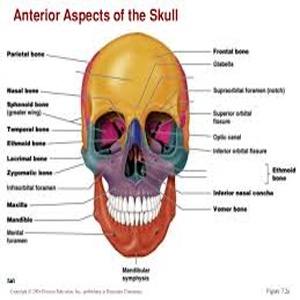 Anterior Aspects of the Skull
Parietal bone
Nasal bone
Sphenoid bone
(greater wing)
Temporal bone
Ethmoid bone
Lacrimal bone
Zygomatic bone
Infraorbital foramen
Maxilla
Mandible
Mental
foramen
Frontal bone
Glabella
Supraorbital foramen (notch)
Superior orbital
fissure
Optic canal
Inferior orbital fissure
Ethmoid
bone
Inferior nasal concha
Vomer bone
Mandibular
symphysis
(a)
Copyright © Pearson Education, Inc., publishing as Benjamin Cummings.
Figure 7.2a